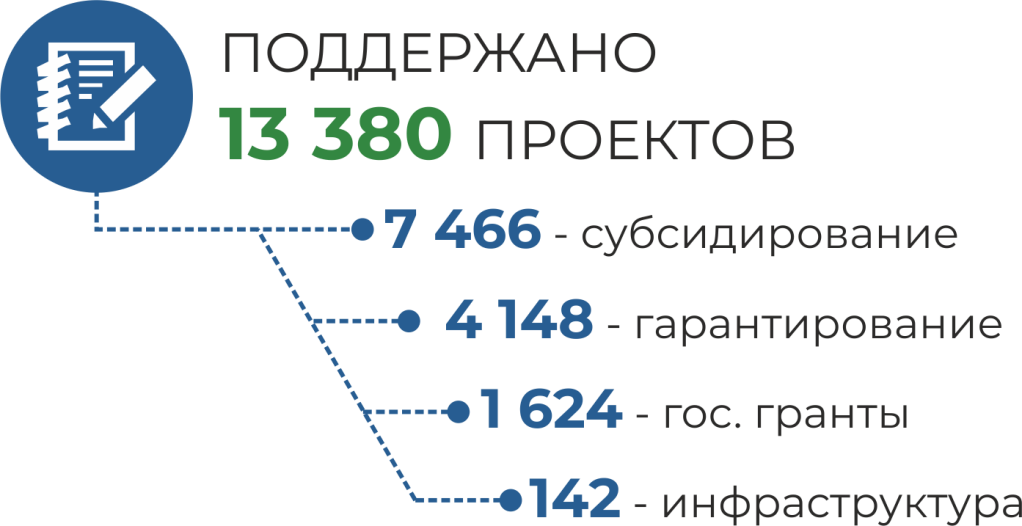 ПОДДЕРЖАНО
13 380 ПРОЕКТОВ
7 466 - субсидирование
4 148 - гарантирование
1 624 - гос. гранты
142 - инфраструктура